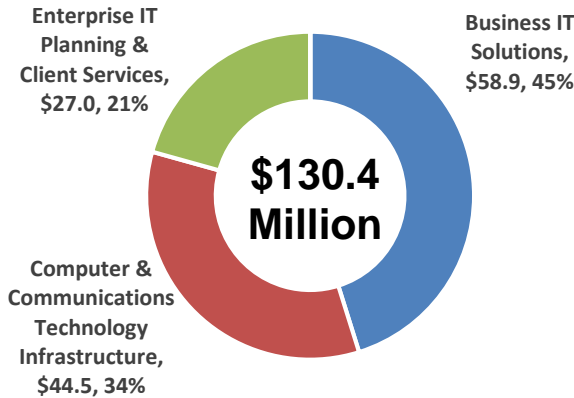 Enterprise IT
Planning &
Client Services,
$27.0, 21%
Business IT
Solutions,
$58.9, 45%
$130.4
Million
Computer &
Communications
Technology
Infrastructure,
$44.5, 34%